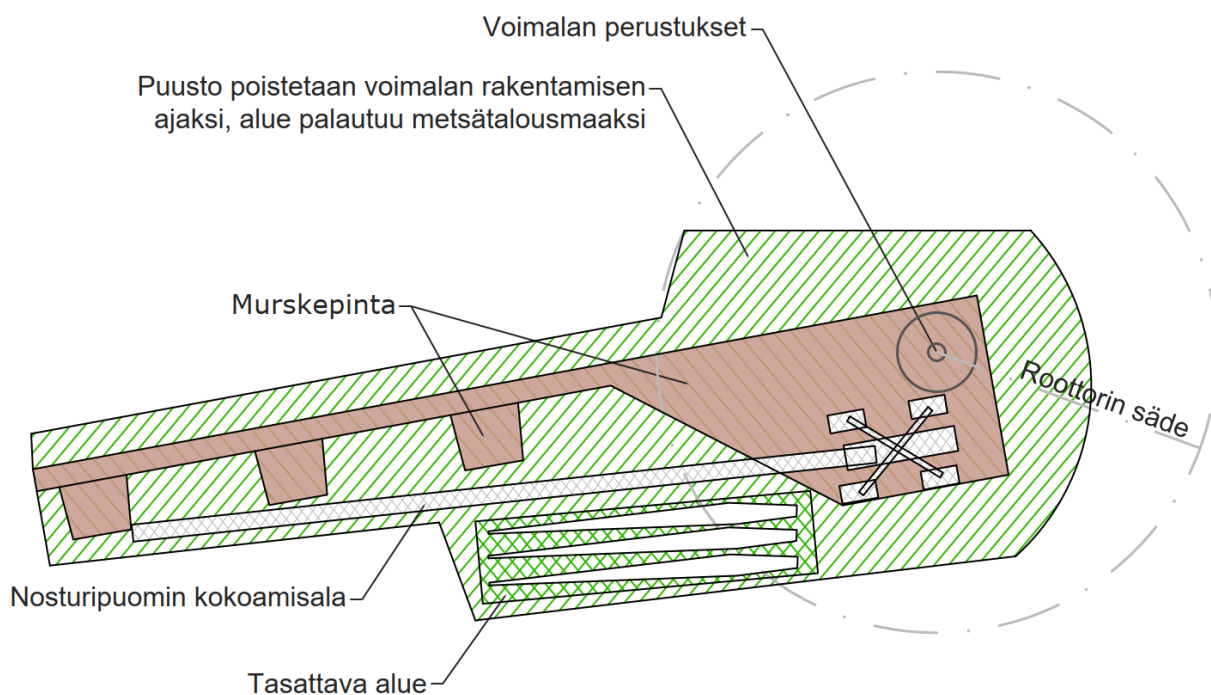 Voimalan perustukset
Puusto poistetaan voimalan rakentamisen
ajaksi, alue palautuu metsätalousmaaksi
Murskepinta
Roottorin säde
Nosturipuomin kokoamisala
Tasattava alue